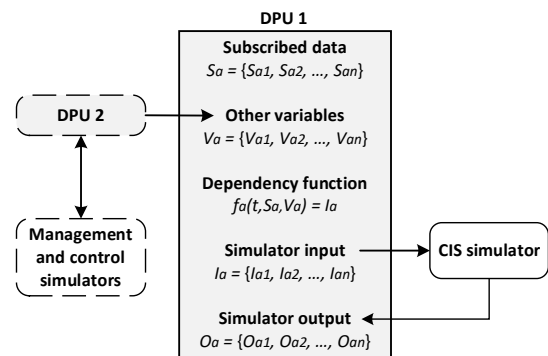 DPU 1
Subscribed data
Sa = {Sa1, Sa2, ..., San}
DPU 2
Other variables
Va = {Va1, Va2, ..., Van}
Dependency function
fa(t,Sa,Va) = Ia
Management
and control
simulators
Simulator input
Ia = {Ia1, Ia2, ..., Ian}
CIS simulator
Simulator output
Oa = {Oa1, Oa2, ..., Oan}